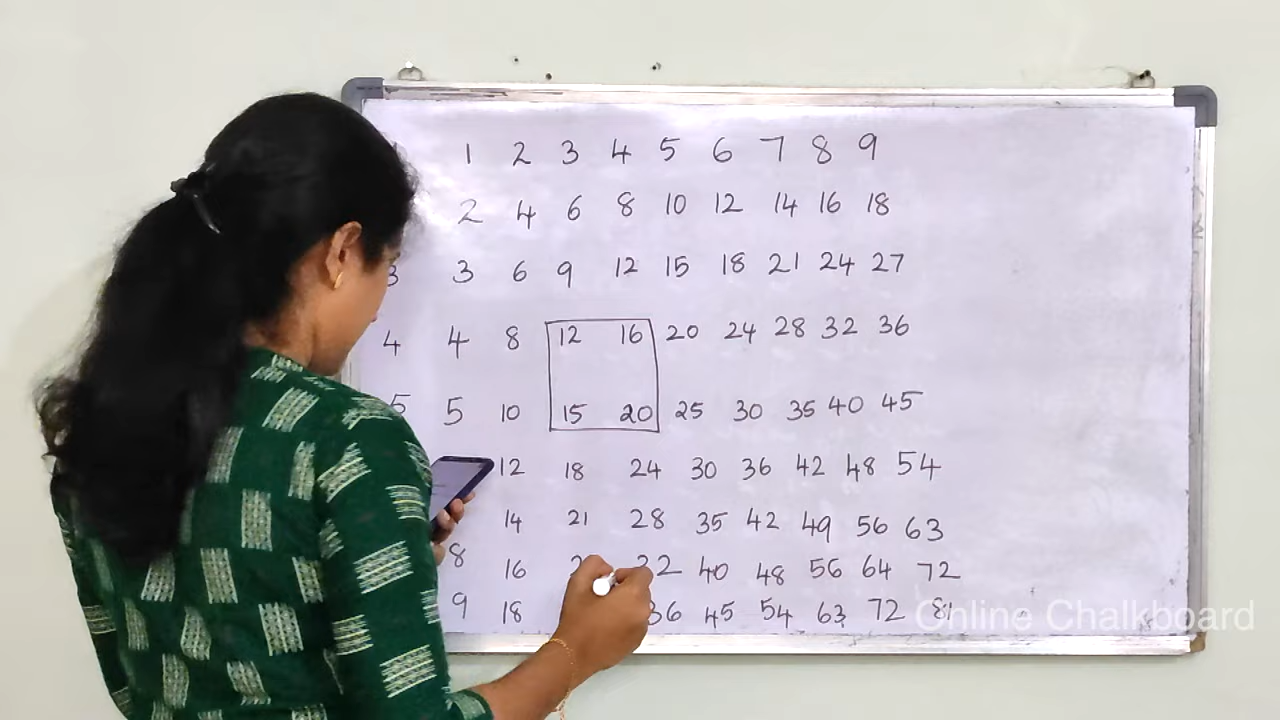 1 2 3 4 5 6 7 8 9
2 4 6 8 10 12 14 16 18
3 3 6 9 12 15 18 21 24 27
4 4 8 12 16 20 24 28 32 36
5 5 10 15 20 25 30 35 40 45
12 18 24 30 36 42 48 54
14 21 28 35 42 49 56 63
8 16 32 40 48 56 64 72
9 18 36 45 54 63 72 81
Online Chalkboard